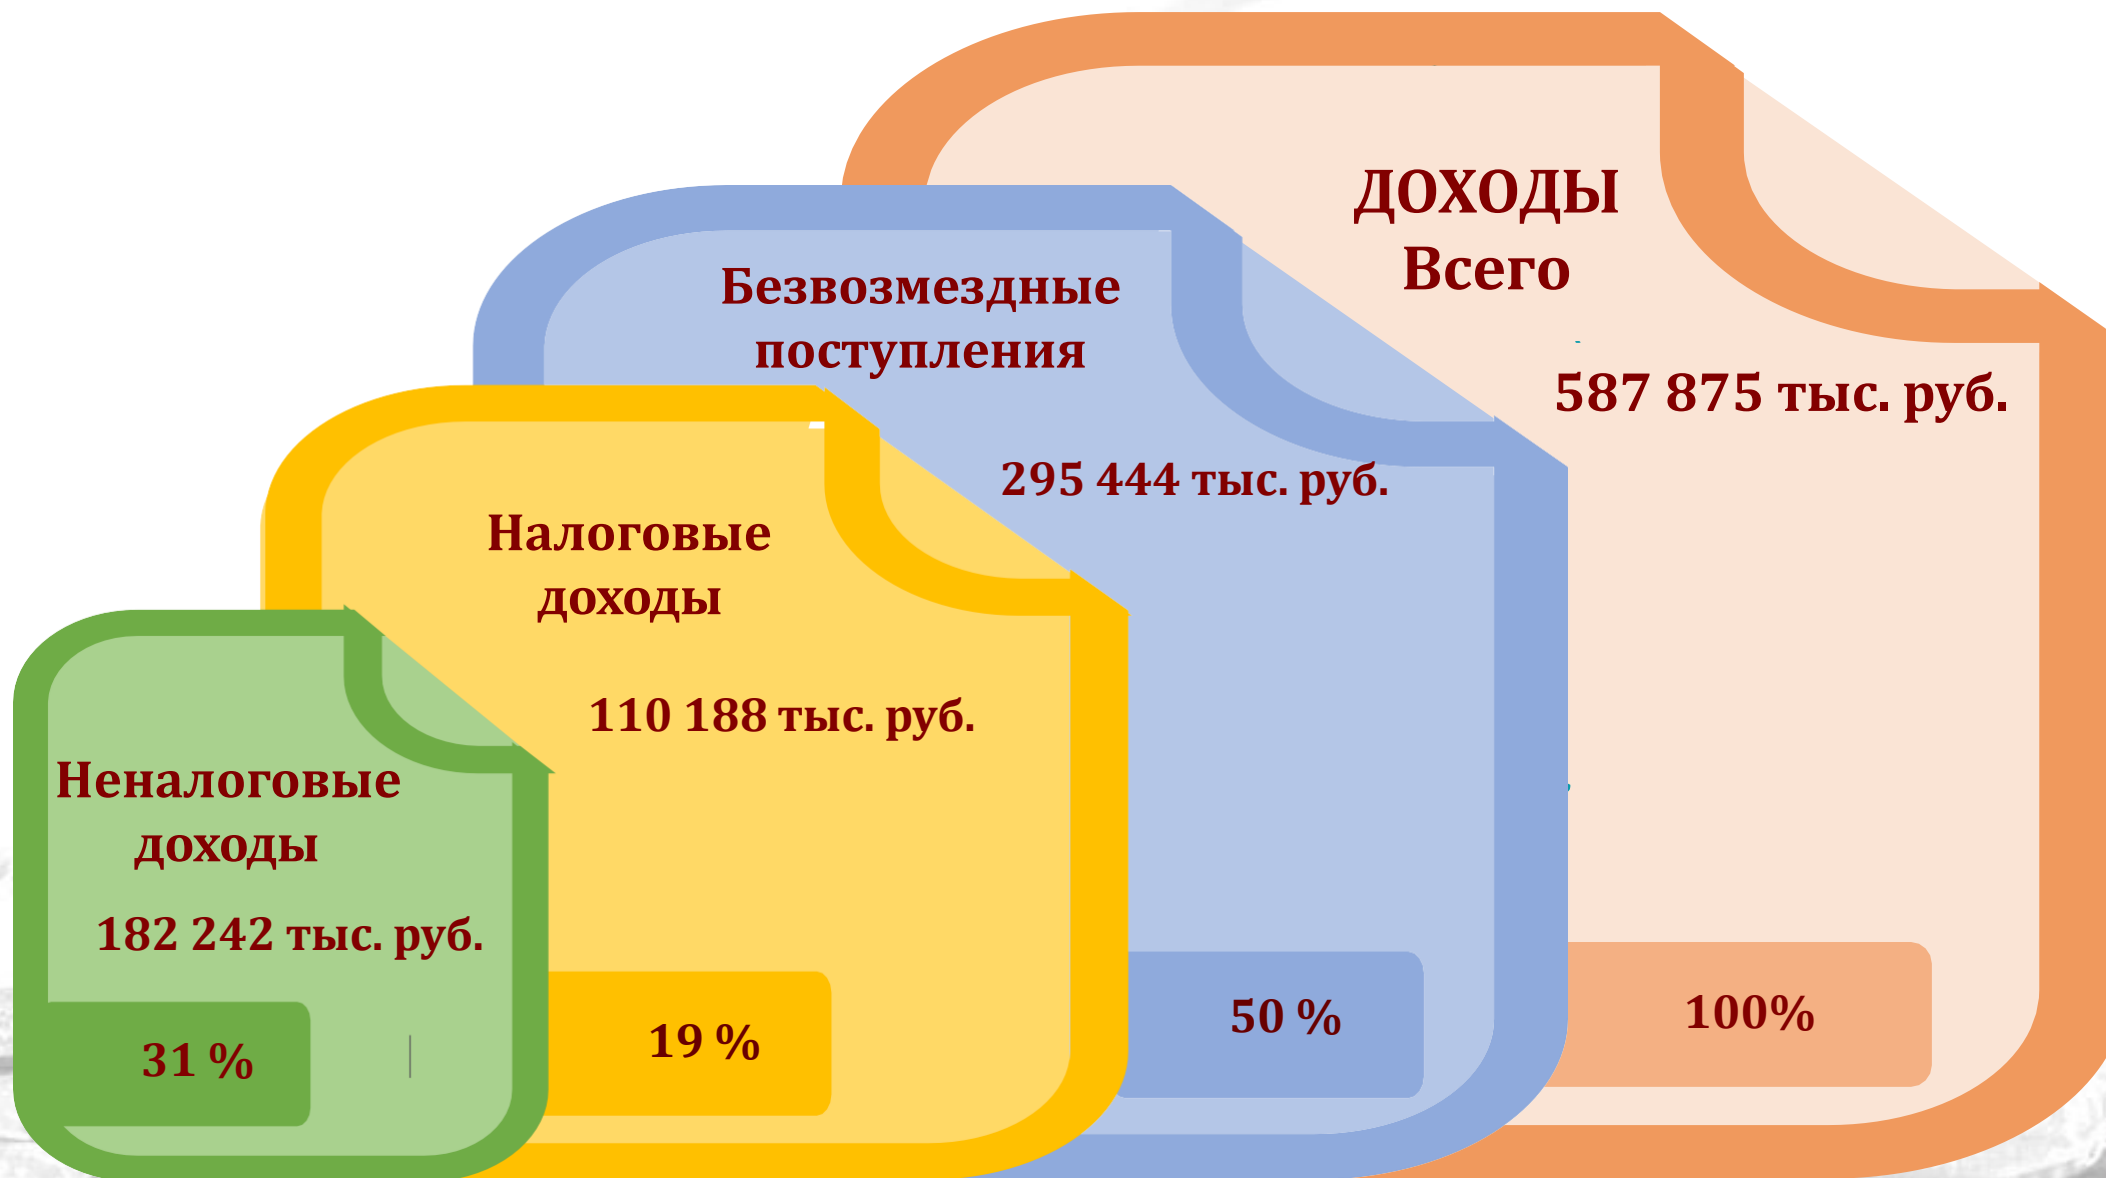 ДОХОДЫ
Всего
587 875 тыс. руб.
100%
Безвозмездные
поступления
295 444 тыс. руб.
50 %
Налоговые
доходы
110 188 тыс. руб.
19 %
Неналоговые
доходы
182 242 тыс. руб.
31 %